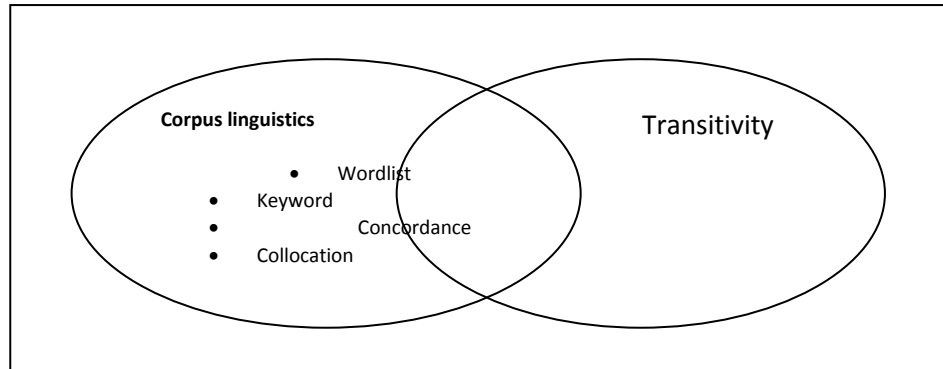 Corpus linguistics
Transitivity
• Wordlist
• Keyword
• Concordance
• Collocation